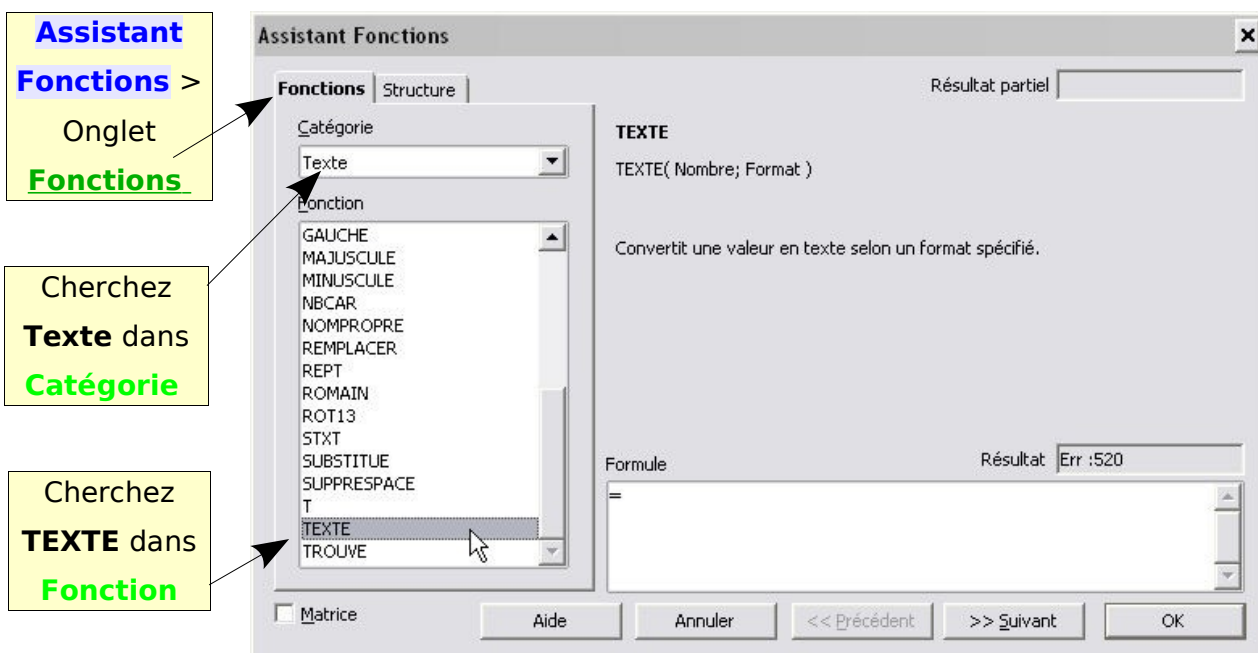 Assistant
Fonctions >
Onglet
Fonctions
Cherchez
Texte dans
Catégorie
Cherchez
TEXTE dans
Fonction
Assistant Fonctions
Fonctions Structure
Résultat partiel
Catégorie
Texte
Fonction
GAUCHE
MAJUSCULE
MINUSCULE
NBCAR
NOMPROPRE
REMPLACER
REPT
ROMAIN
ROT13
STXT
SUBSTITUE
SUPPRESPACE
T
TEXTE
TROUVE
TEXTE
TEXTE( Nombre; Format )
Convertit une valeur en texte selon un format spécifié.
Formule
Résultat Err :520
=
Matrice
Aide
Annuler
<< Précédent
>> Suivant
OK